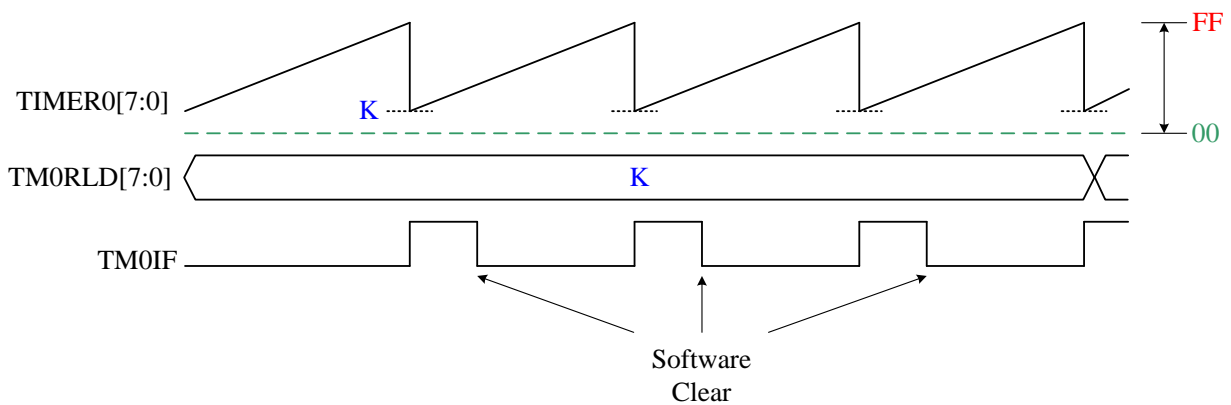 FF
TIMER0[7:0]
K
00
TM0RLD[7:0]
K
TM0IF
Software
Clear